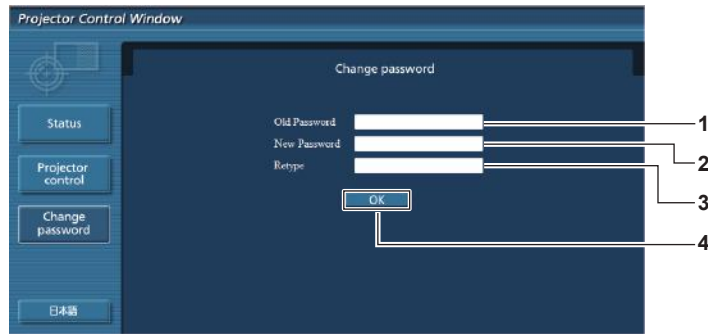 Projector Control Window
Change password
Status
Projector
control
Change
password
日本語
Old Password
New Password
Retype
OK
1
2
3
4